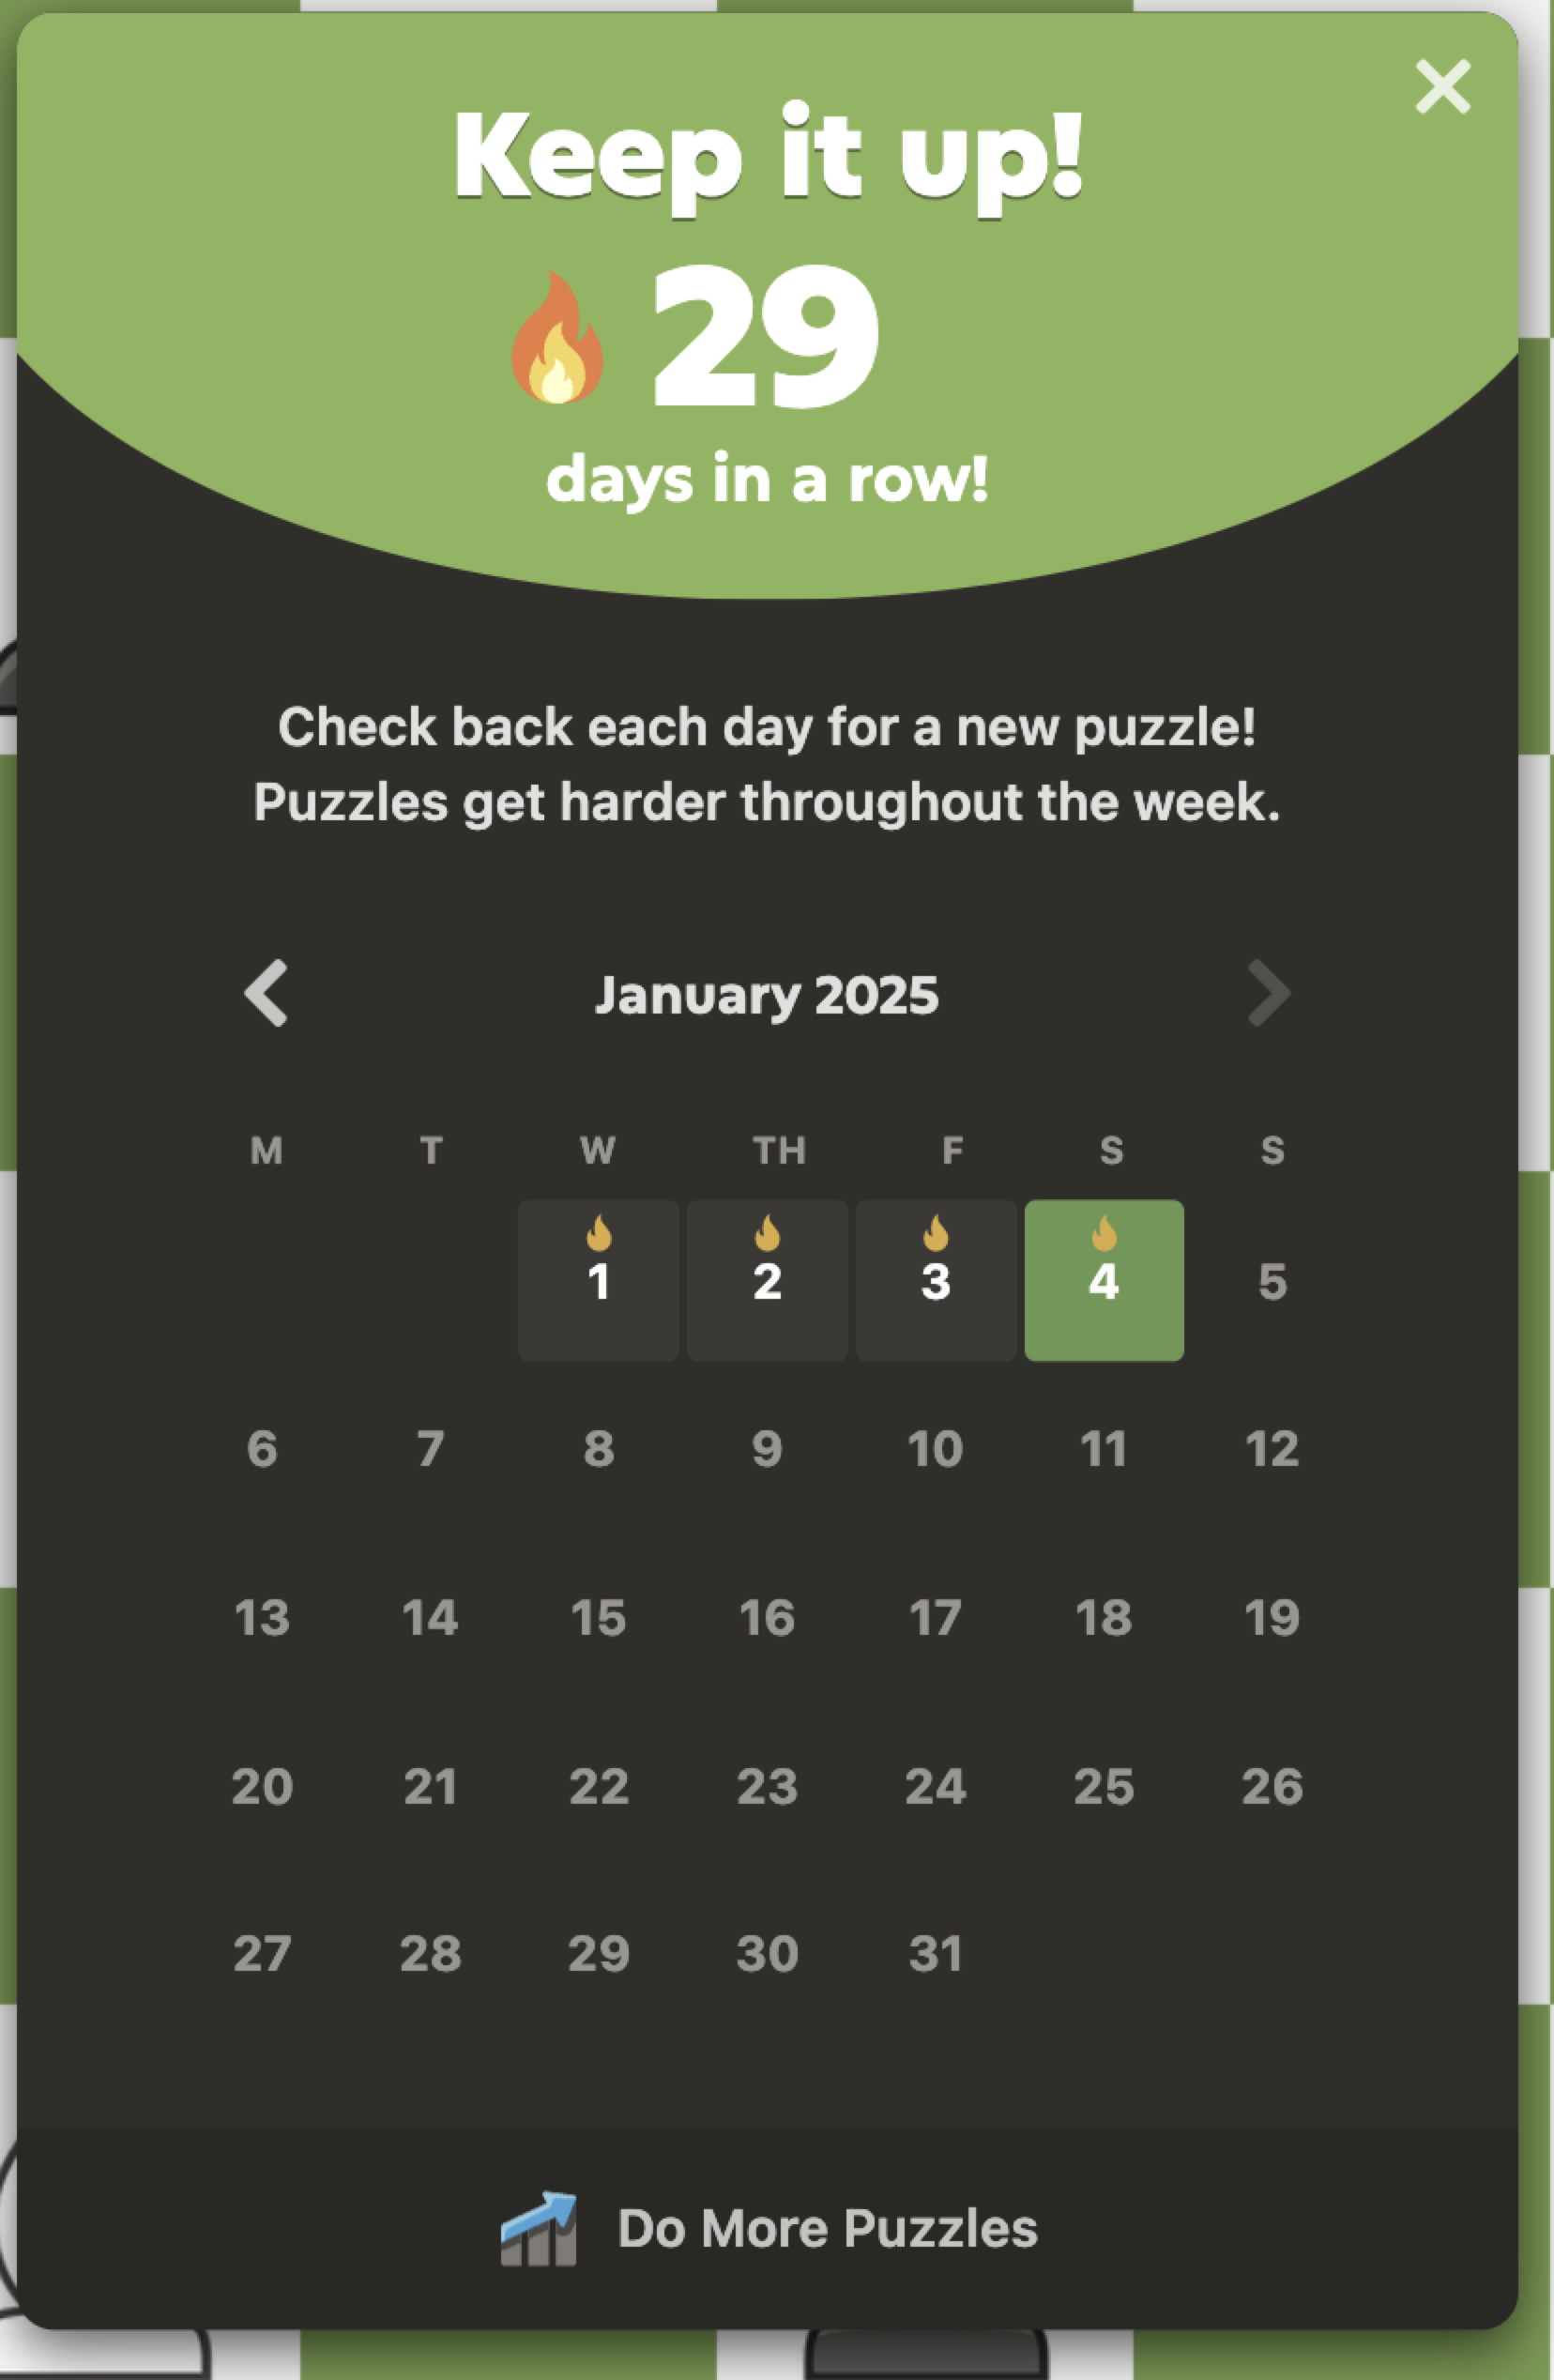 Keep it up!
29
days in a row!
Check back each day for a new puzzle!
Puzzles get harder throughout the week.
January 2025
M T W TH F S S
1 2 3 4 5
6 7 8 9 10 11 12
13 14 15 16 17 18 19
20 21 22 23 24 25 26
27 28 29 30 31
Do More Puzzles